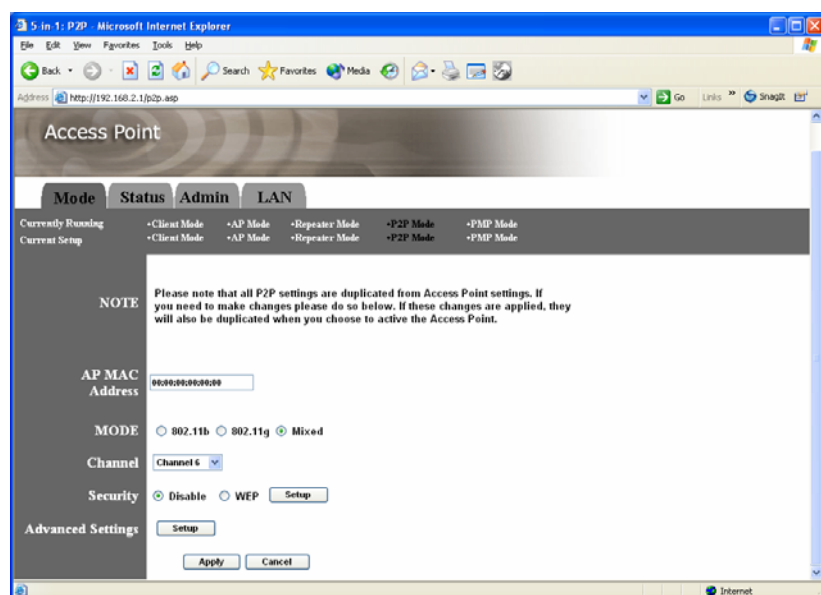 5-in-1: P2P - Microsoft Internet Explorer
File Edit View Favorites Tools Help
Back Search Favorites Media
Address http://192.168.2.1/p2p.asp Go Links » SnagIt
Access Point
Mode Status Admin LAN
Currently Running •Client Mode •AP Mode •Repeater Mode •P2P Mode •PMP Mode
Current Setup •Client Mode •AP Mode •Repeater Mode •P2P Mode •PMP Mode
NOTE
Please note that all P2P settings are duplicated from Access Point settings. If
you need to make changes please do so below. If these changes are applied, they
will also be duplicated when you choose to active the Access Point.
AP MAC
Address
00:00:00:00:00:00
MODE 802.11b 802.11g Mixed
Channel Channel 6
Security Disable WEP Setup
Advanced Settings Setup
Apply Cancel
Internet